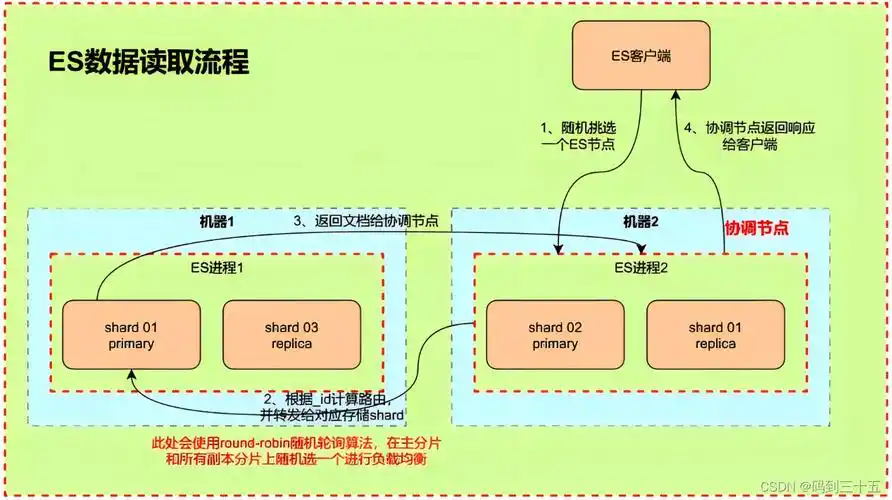 ES数据读取流程
ES客户端
1、随机挑选
一个ES节点
4、协调节点返回响应
给客户端
机器1
3、返回文档给协调节点
机器2
协调节点
ES进程1
ES进程2
shard 01
primary
shard 03
replica
shard 02
primary
shard 01
replica
2、根据_id计算路由，
并转发给对应存储shard
此处会使用round-robin随机轮询算法，在主分片
和所有副本分片上随机选一个进行负载均衡
CSDN @码到三十五